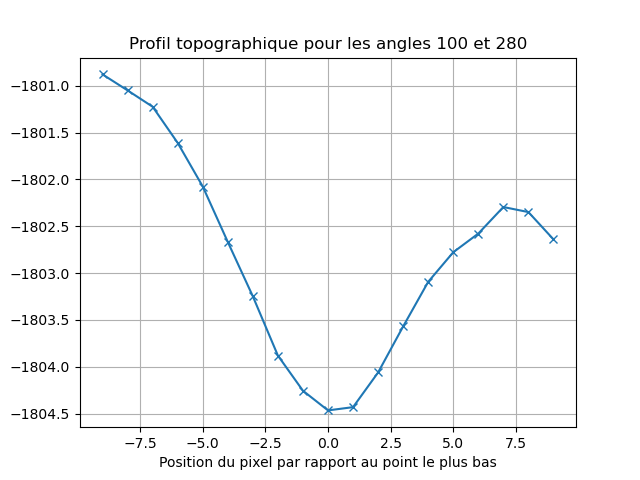 Profil topographique pour les angles 100 et 280
−1801.0
−1801.5
−1802.0
−1802.5
−1803.0
−1803.5
−1804.0
−1804.5
−7.5 −5.0 −2.5 0.0 2.5 5.0 7.5
Position du pixel par rapport au point le plus bas